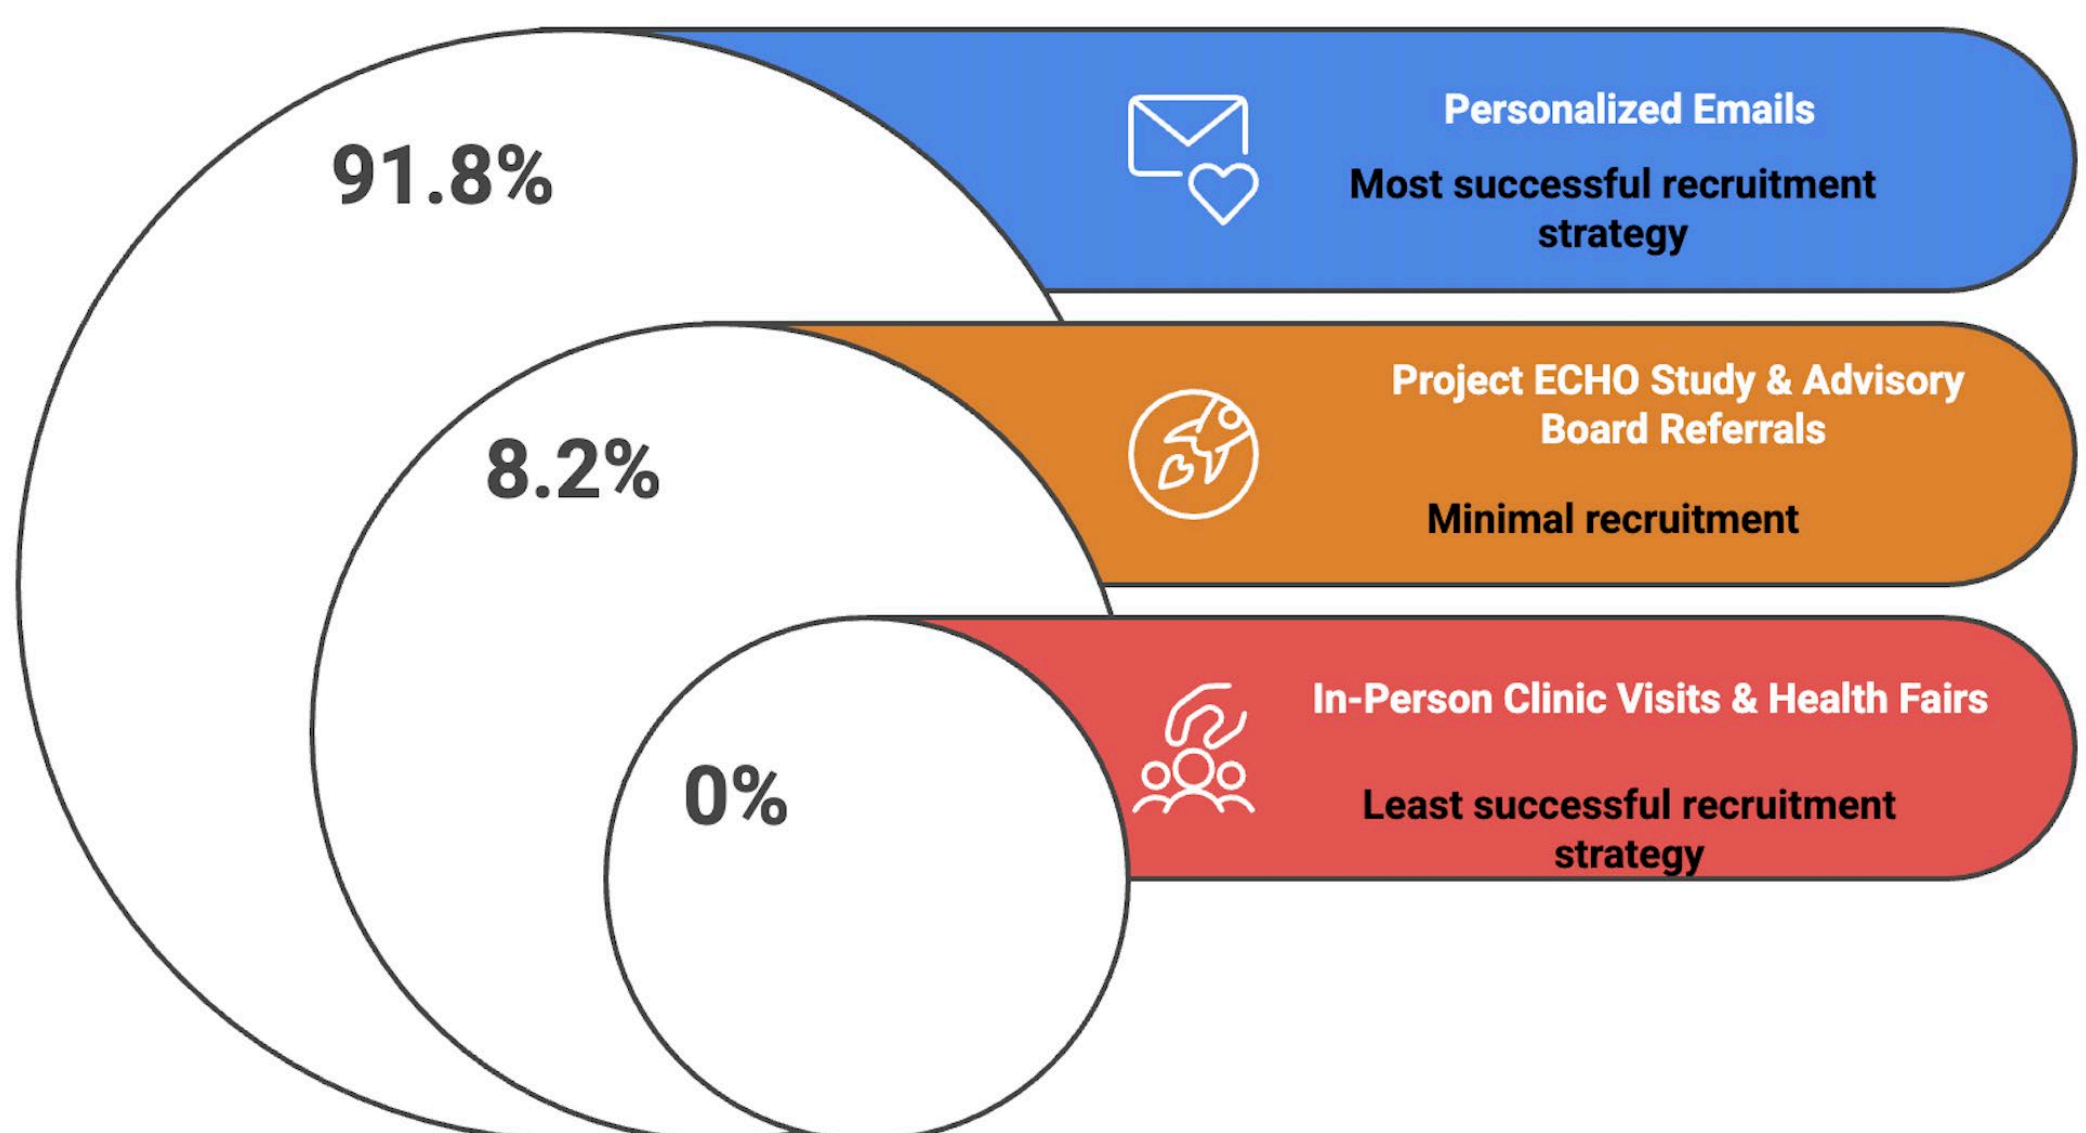 91.8%
Personalized Emails
Most successful recruitment
strategy
8.2%
Project ECHO Study & Advisory
Board Referrals
Minimal recruitment
0%
In-Person Clinic Visits & Health Fairs
Least successful recruitment
strategy